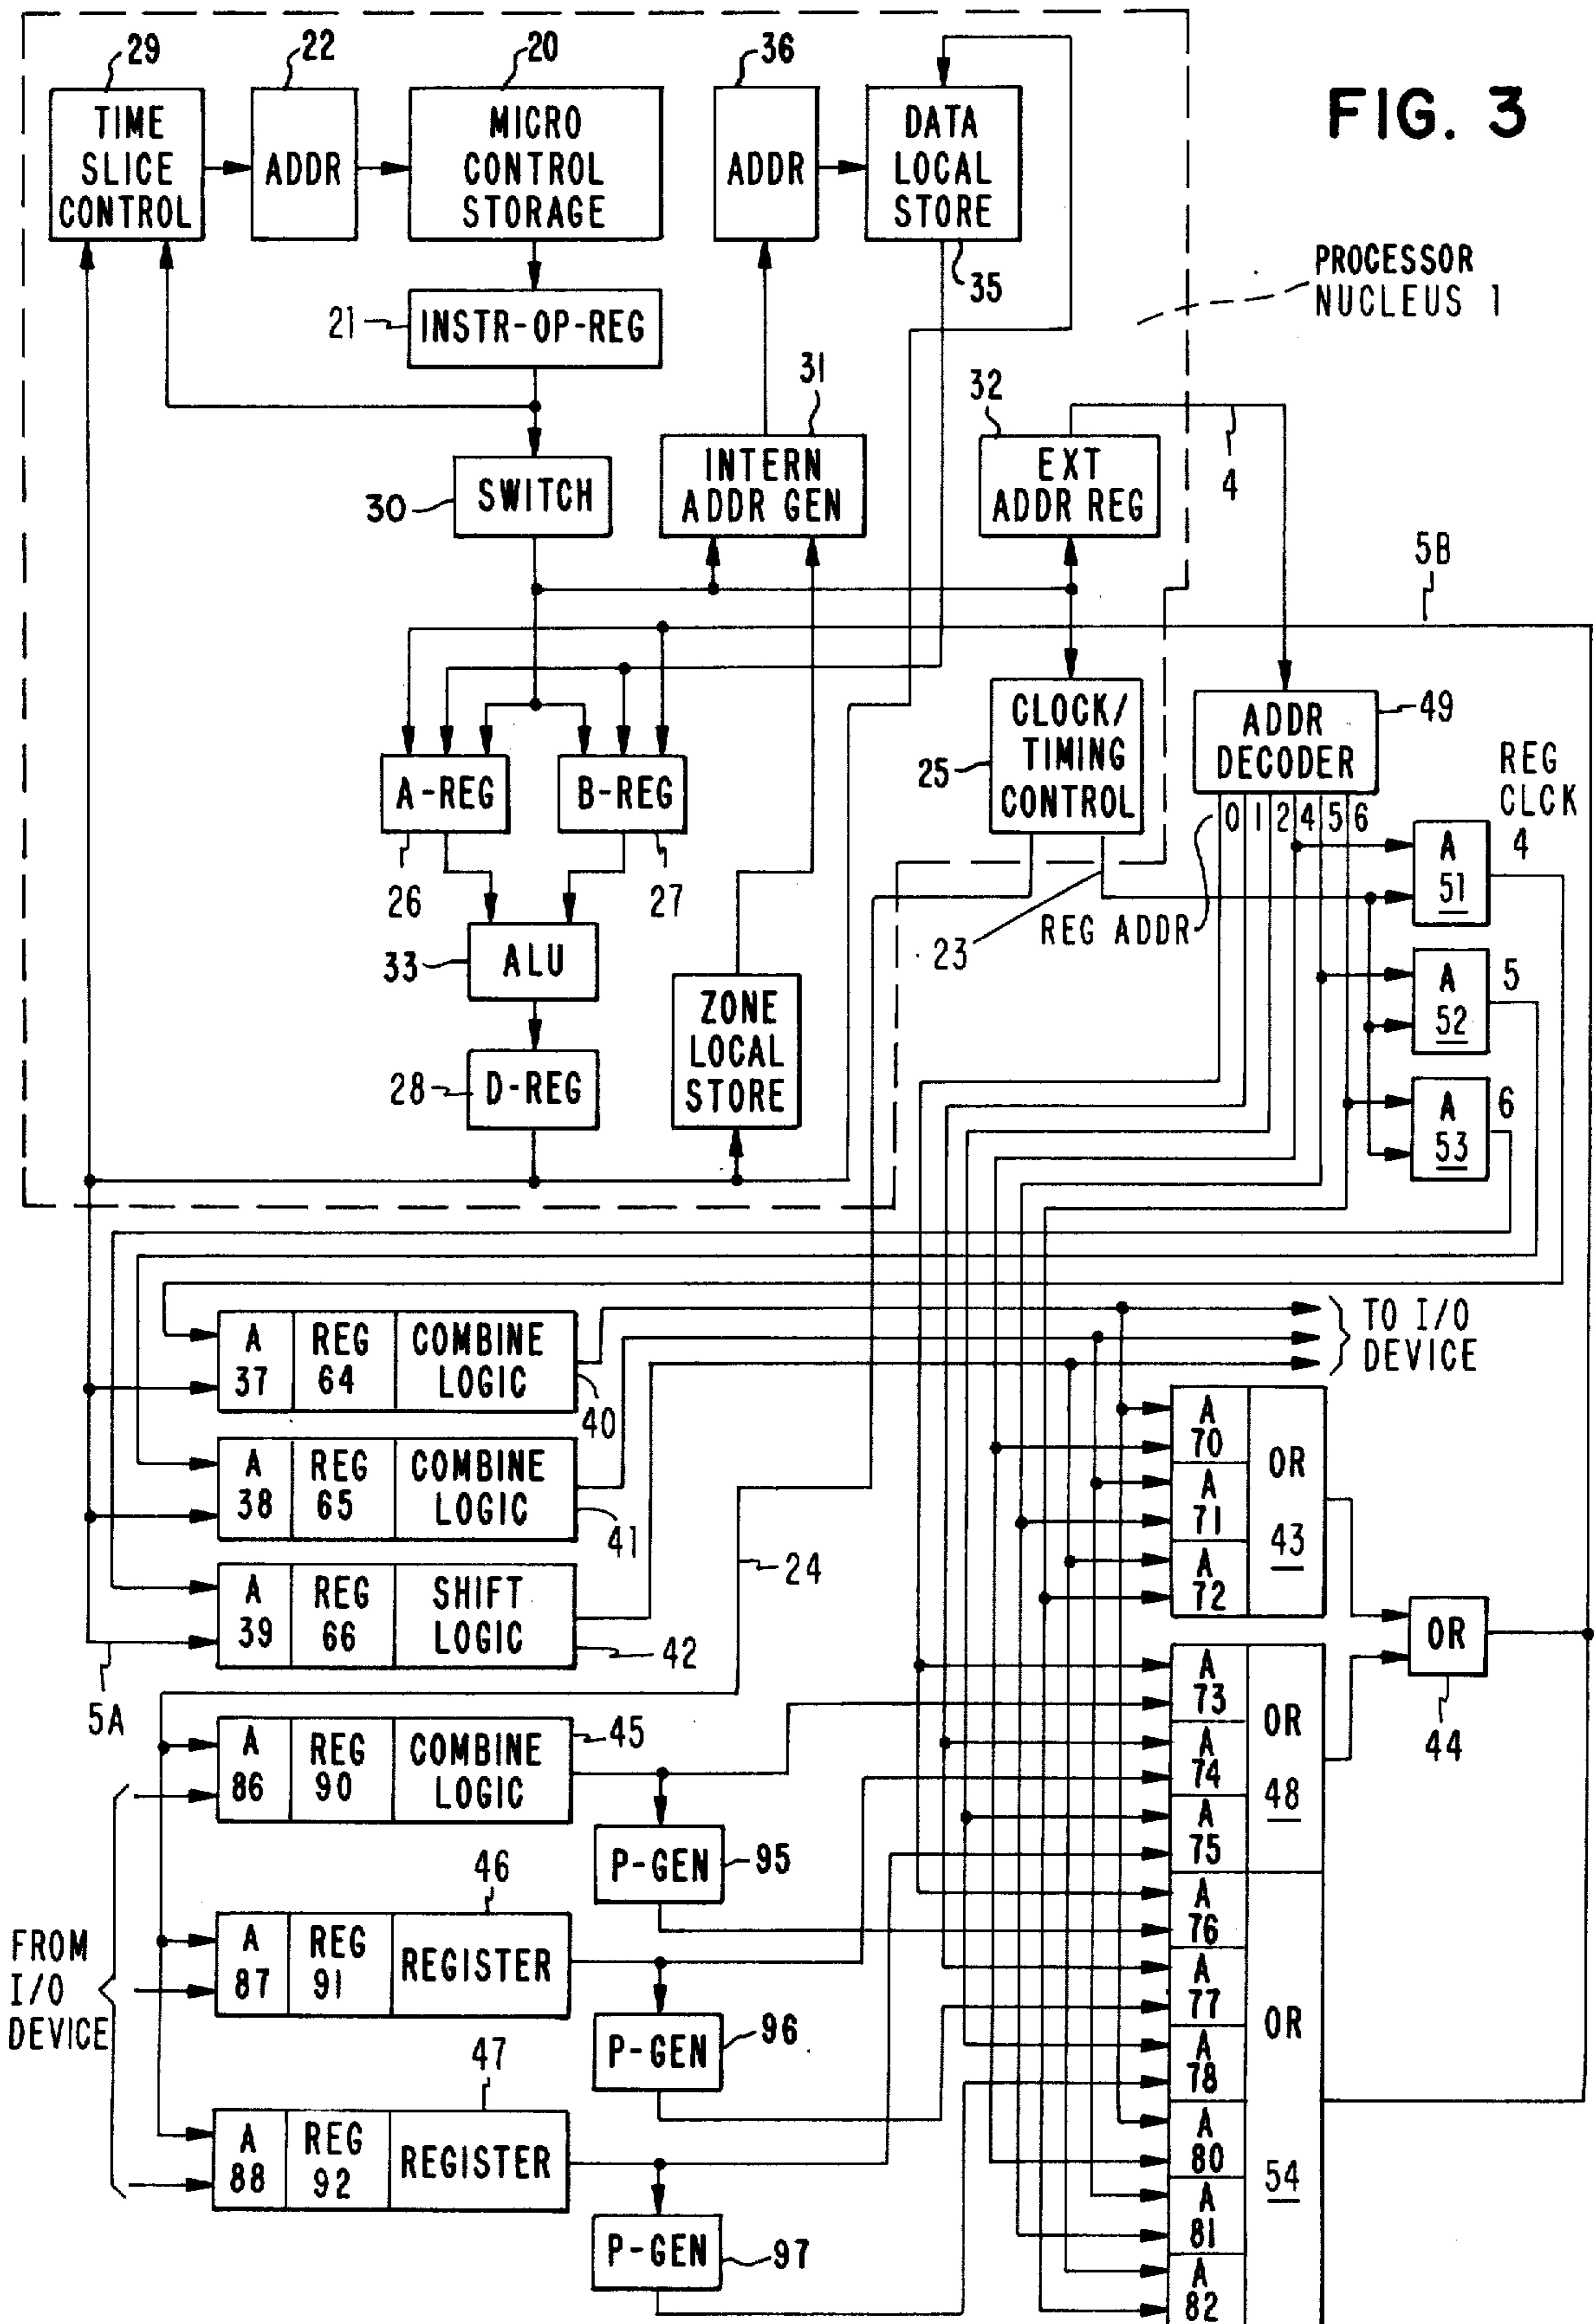 FIG. 3
29
22
20
36
TIME
SLICE
CONTROL
ADDR
MICRO
CONTROL
STORAGE
ADDR
DATA
LOCAL
STORE
35
PROCESSOR
NUCLEUS 1
21
INSTR-OP-REG
31
32
30
SWITCH
INTERN
ADDR GEN
EXT
ADDR REG
4
5B
A-REG
B-REG
26
27
25
CLOCK/
TIMING
CONTROL
ADDR
DECODER
49
REG
CLCK
4
0 1 2 4 5 6
REG ADDR
23
A
51
A
52
5
A
53
6
33
ALU
28
D-REG
ZONE
LOCAL
STORE
A
37
REG
64
COMBINE
LOGIC
40
A
38
REG
65
COMBINE
LOGIC
41
A
39
REG
66
SHIFT
LOGIC
42
5A
24
TO I/O
DEVICE
A
70
A
71
A
72
OR
43
OR
44
A
73
A
74
A
75
OR
48
A
76
A
77
A
78
A
80
A
81
A
82
OR
54
A
86
REG
90
COMBINE
LOGIC
45
P-GEN
95
FROM
I/O
DEVICE
A
87
REG
91
REGISTER
46
P-GEN
96
A
88
REG
92
REGISTER
47
P-GEN
97